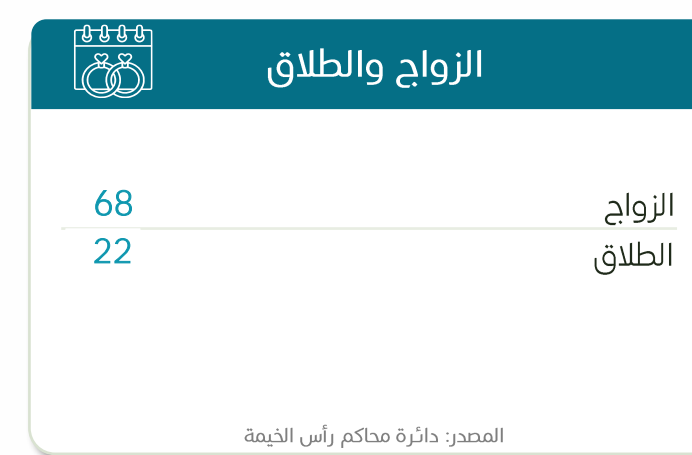 الزواج والطلاق
الزواج 68
الطلاق 22
المصدر: دائرة محاكم رأس الخيمة